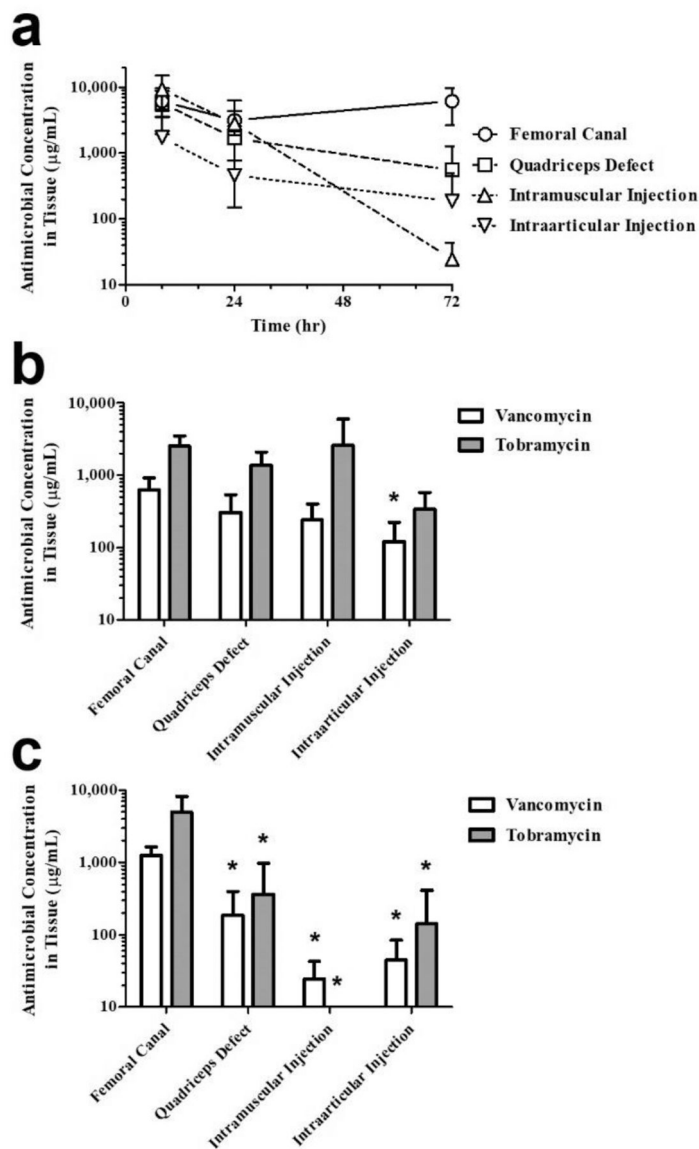 a
Antimicrobial Concentration
in Tissue (µg/mL)
10,000
1,000
100
10
0
24
48
72
Time (hr)
Femoral Canal
Quadriceps Defect
Intramuscular Injection
Intraarticular Injection
b
Antimicrobial Concentration
in Tissue (µg/mL)
10,000
1,000
100
10
*
Vancomycin
Tobramycin
Femoral Canal
Quadriceps Defect
Intramuscular Injection
Intraarticular Injection
c
Antimicrobial Concentration
in Tissue (µg/mL)
10,000
1,000
100
10
* *
* *
* *
Vancomycin
Tobramycin
Femoral Canal
Quadriceps Defect
Intramuscular Injection
Intraarticular Injection